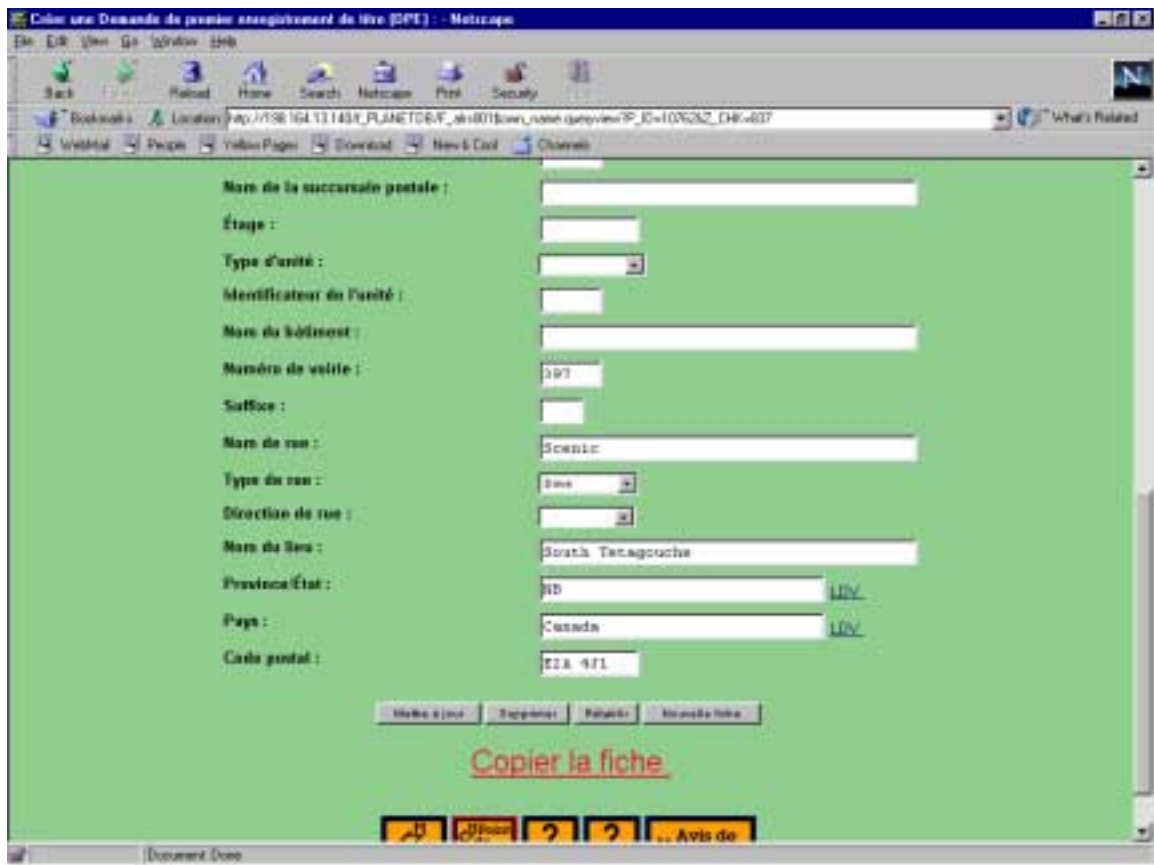 Crée une Demande de premier enregistrement de titre (DPE) : - Netscape
File Edit View Go Window Help
Back Reload Home Search Netscape Print Security
Bookmarks Location: What's Related
WebMail People Yellow Pages Download New & Cool Channels
Nom de la succursale postale :
Étage :
Type d'unité :
Identificateur de l'unité :
Nom du bâtiment :
Numéro de voirie : 397
Suffixe :
Nom de rue : Scenic
Type de rue : Drive
Direction de rue :
Nom du lieu : South Tetagouche
Province/État : NB LDV
Pays : Canada LDV
Code postal :
Mettre à jour Supprimer Rétablir Nouvelle fiche
Copier la fiche
? ? Avis de
Document: Done